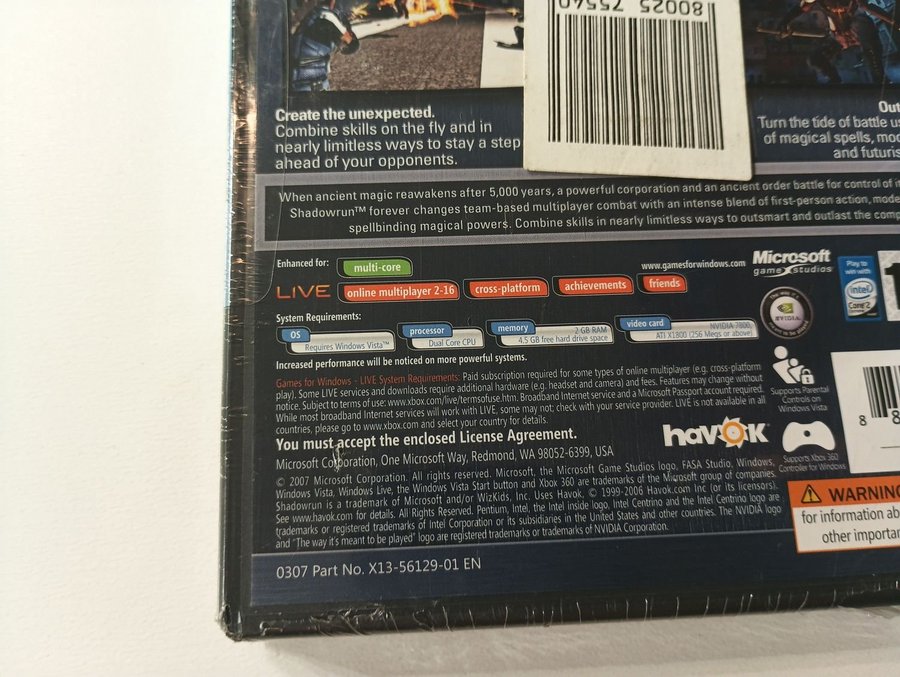 80025 75540
Create the unexpected.
Combine skills on the fly and in
nearly limitless ways to stay a step
ahead of your opponents.
Out
Turn the tide of battle us
of magical spells, mod
and futuris
When ancient magic reawakens after 5,000 years, a powerful corporation and an ancient order battle for control of
Shadowrun™ forever changes team-based multiplayer combat with an intense blend of first-person action, mode
spellbinding magical powers. Combine skills in nearly limitless ways to outsmart and outlast the comp
Enhanced for: multi-core
www.gamesforwindows.com
Microsoft
game studios
Play to
win with
intel
Core 2
LIVE online multiplayer 2-16 cross-platform achievements friends
NVIDIA
System Requirements:
OS Requires Windows Vista™
processor Dual Core CPU
memory 2 GB RAM
4.5 GB free hard drive space
video card NVIDIA 7800,
ATI X1800 (256 Megs or above)
Increased performance will be noticed on more powerful systems.
Games for Windows - LIVE System Requirements: Paid subscription required for some types of online multiplayer (e.g. cross-platform
play). Some LIVE services and downloads require additional hardware (e.g. headset and camera) and fees. Features may change without
notice. Subject to terms of use: www.xbox.com/live/termsofuse.htm. Broadband Internet service and a Microsoft Passport account required.
While most broadband Internet services will work with LIVE, some may not; check with your service provider. LIVE is not available in all
countries, please go to www.xbox.com and select your country for details.
Supports Parental
Controls on
Windows Vista
You must accept the enclosed License Agreement.
havok
Microsoft Corporation, One Microsoft Way, Redmond, WA 98052-6399, USA
Supports Xbox 360
Controller for Windows
8
© 2007 Microsoft Corporation. All rights reserved. Microsoft, the Microsoft Game Studios logo, FASA Studio, Windows,
Windows Vista, Windows Live, the Windows Vista Start button and Xbox 360 are trademarks of the Microsoft group of companies.
Shadowrun is a trademark of Microsoft and/or WizKids, Inc. Uses Havok, © 1999-2006 Havok.com Inc (or its licensors).
See www.havok.com for details. All Rights Reserved. Pentium, Intel, the Intel inside logo, Intel Centrino and the Intel Centrino logo are
trademarks or registered trademarks of Intel Corporation or its subsidiaries in the United States and other countries. The NVIDIA logo
and "The way it's meant to be played" logo are registered trademarks or trademarks of NVIDIA Corporation.
WARNING
for information ab
other importan
0307 Part No. X13-56129-01 EN